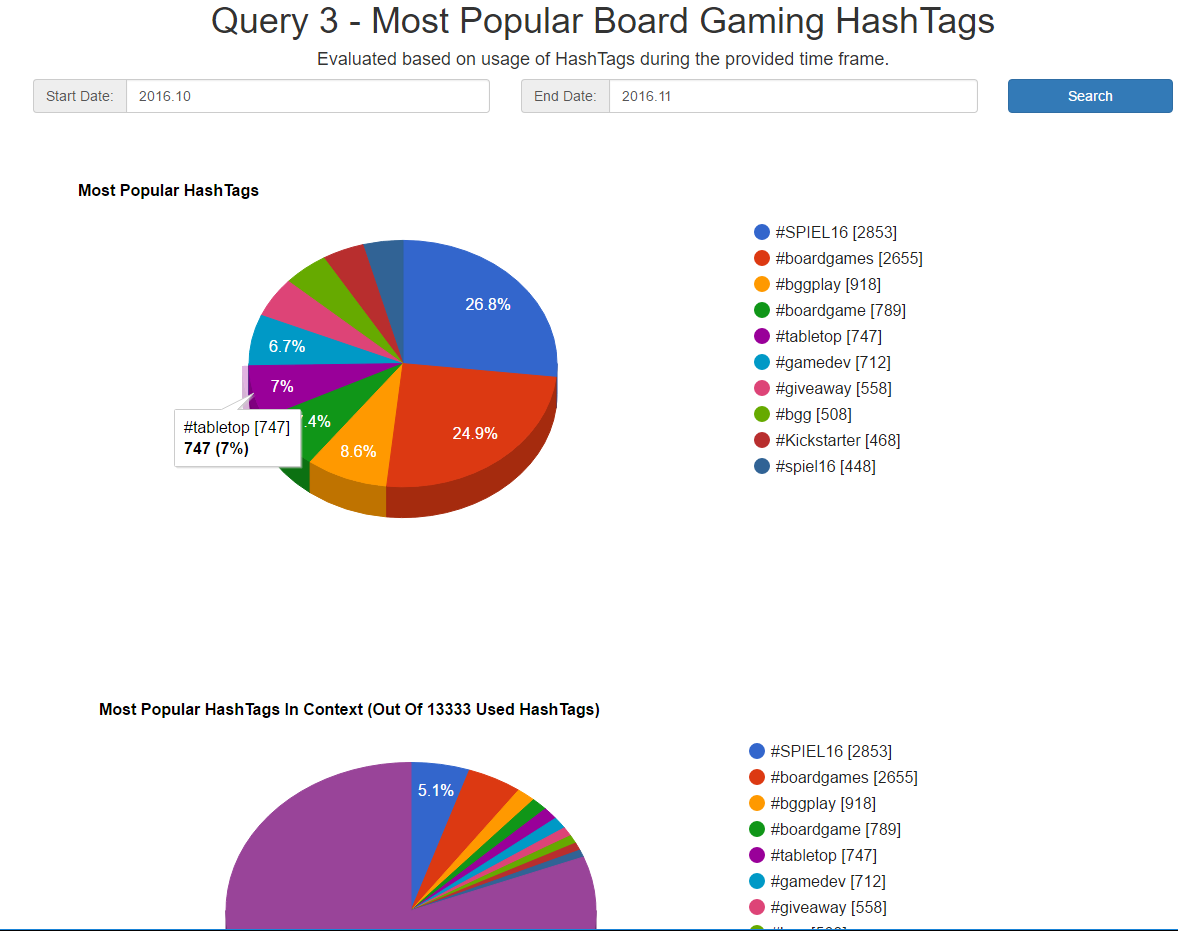 Query 3 - Most Popular Board Gaming HashTags
Evaluated based on usage of HashTags during the provided time frame.
Start Date: 2016.10 End Date: 2016.11 Search
Most Popular HashTags
26.8%
24.9%
8.6%
.4%
7%
6.7%
#tabletop [747]
747 (7%)
#SPIEL16 [2853]
#boardgames [2655]
#bggplay [918]
#boardgame [789]
#tabletop [747]
#gamedev [712]
#giveaway [558]
#bgg [508]
#Kickstarter [468]
#spiel16 [448]
Most Popular HashTags In Context (Out Of 13333 Used HashTags)
5.1%
#SPIEL16 [2853]
#boardgames [2655]
#bggplay [918]
#boardgame [789]
#tabletop [747]
#gamedev [712]
#giveaway [558]